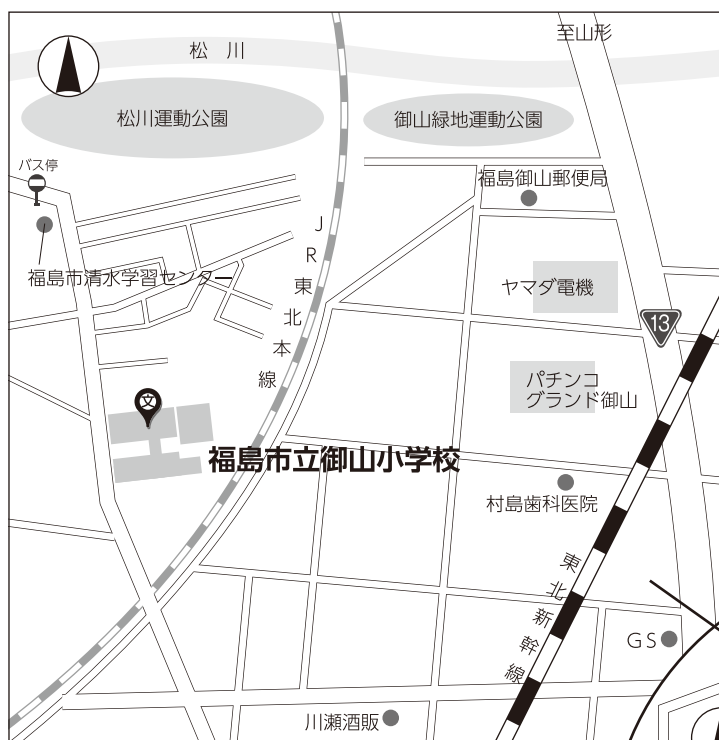 至山形
松 川
松川運動公園
御山緑地運動公園
バス停
福島御山郵便局
JR東北本線
福島市清水学習センター
ヤマダ電機
13
パチンコ
グランド御山
文
福島市立御山小学校
村島歯科医院
東北新幹線
GS
川瀬酒販